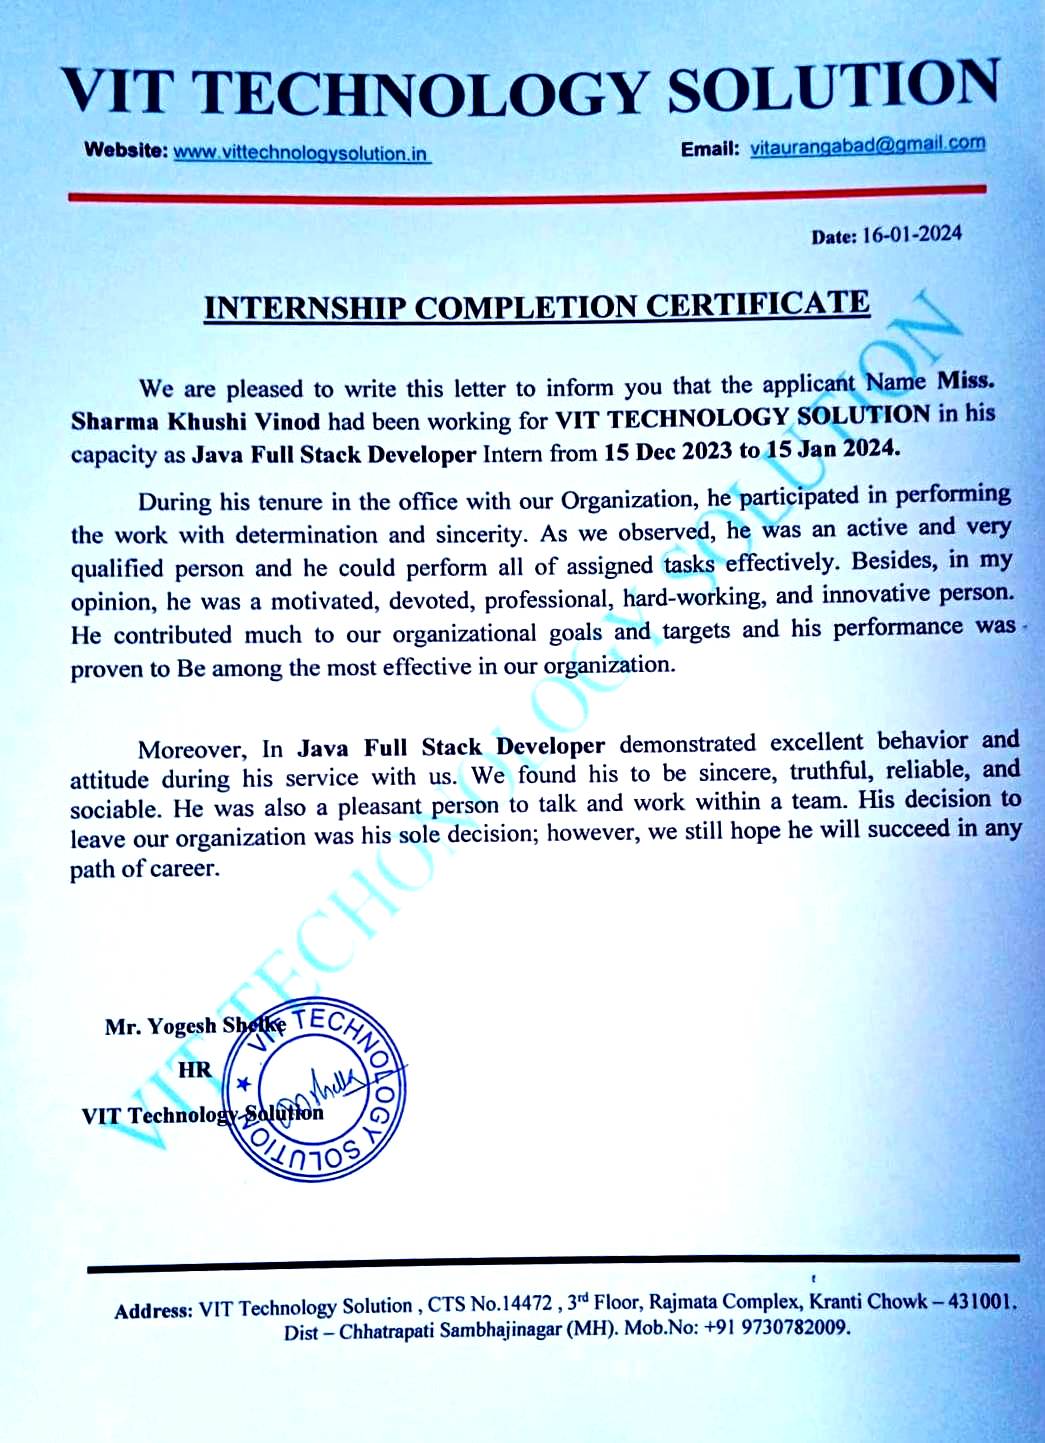 VIT TECHNOLOGY SOLUTION
Website: www.vittechnologysolution.in Email: vitaurangabad@gmail.com
Date: 16-01-2024
INTERNSHIP COMPLETION CERTIFICATE
We are pleased to write this letter to inform you that the applicant Name Miss.
Sharma Khushi Vinod had been working for VIT TECHNOLOGY SOLUTION in his
capacity as Java Full Stack Developer Intern from 15 Dec 2023 to 15 Jan 2024.
During his tenure in the office with our Organization, he participated in performing
the work with determination and sincerity. As we observed, he was an active and very
qualified person and he could perform all of assigned tasks effectively. Besides, in my
opinion, he was a motivated, devoted, professional, hard-working, and innovative person.
He contributed much to our organizational goals and targets and his performance was
proven to Be among the most effective in our organization.
Moreover, In Java Full Stack Developer demonstrated excellent behavior and
attitude during his service with us. We found his to be sincere, truthful, reliable, and
sociable. He was also a pleasant person to talk and work within a team. His decision to
leave our organization was his sole decision; however, we still hope he will succeed in any
path of career.
VIT TECHONOLOGY SOLUTION
Mr. Yogesh Shelke
HR
VIT Technology Solution
VIT TECHNOLOGY SOLUTION
Address: VIT Technology Solution , CTS No.14472 , 3rd Floor, Rajmata Complex, Kranti Chowk – 431001.
Dist – Chhatrapati Sambhajinagar (MH). Mob.No: +91 9730782009.